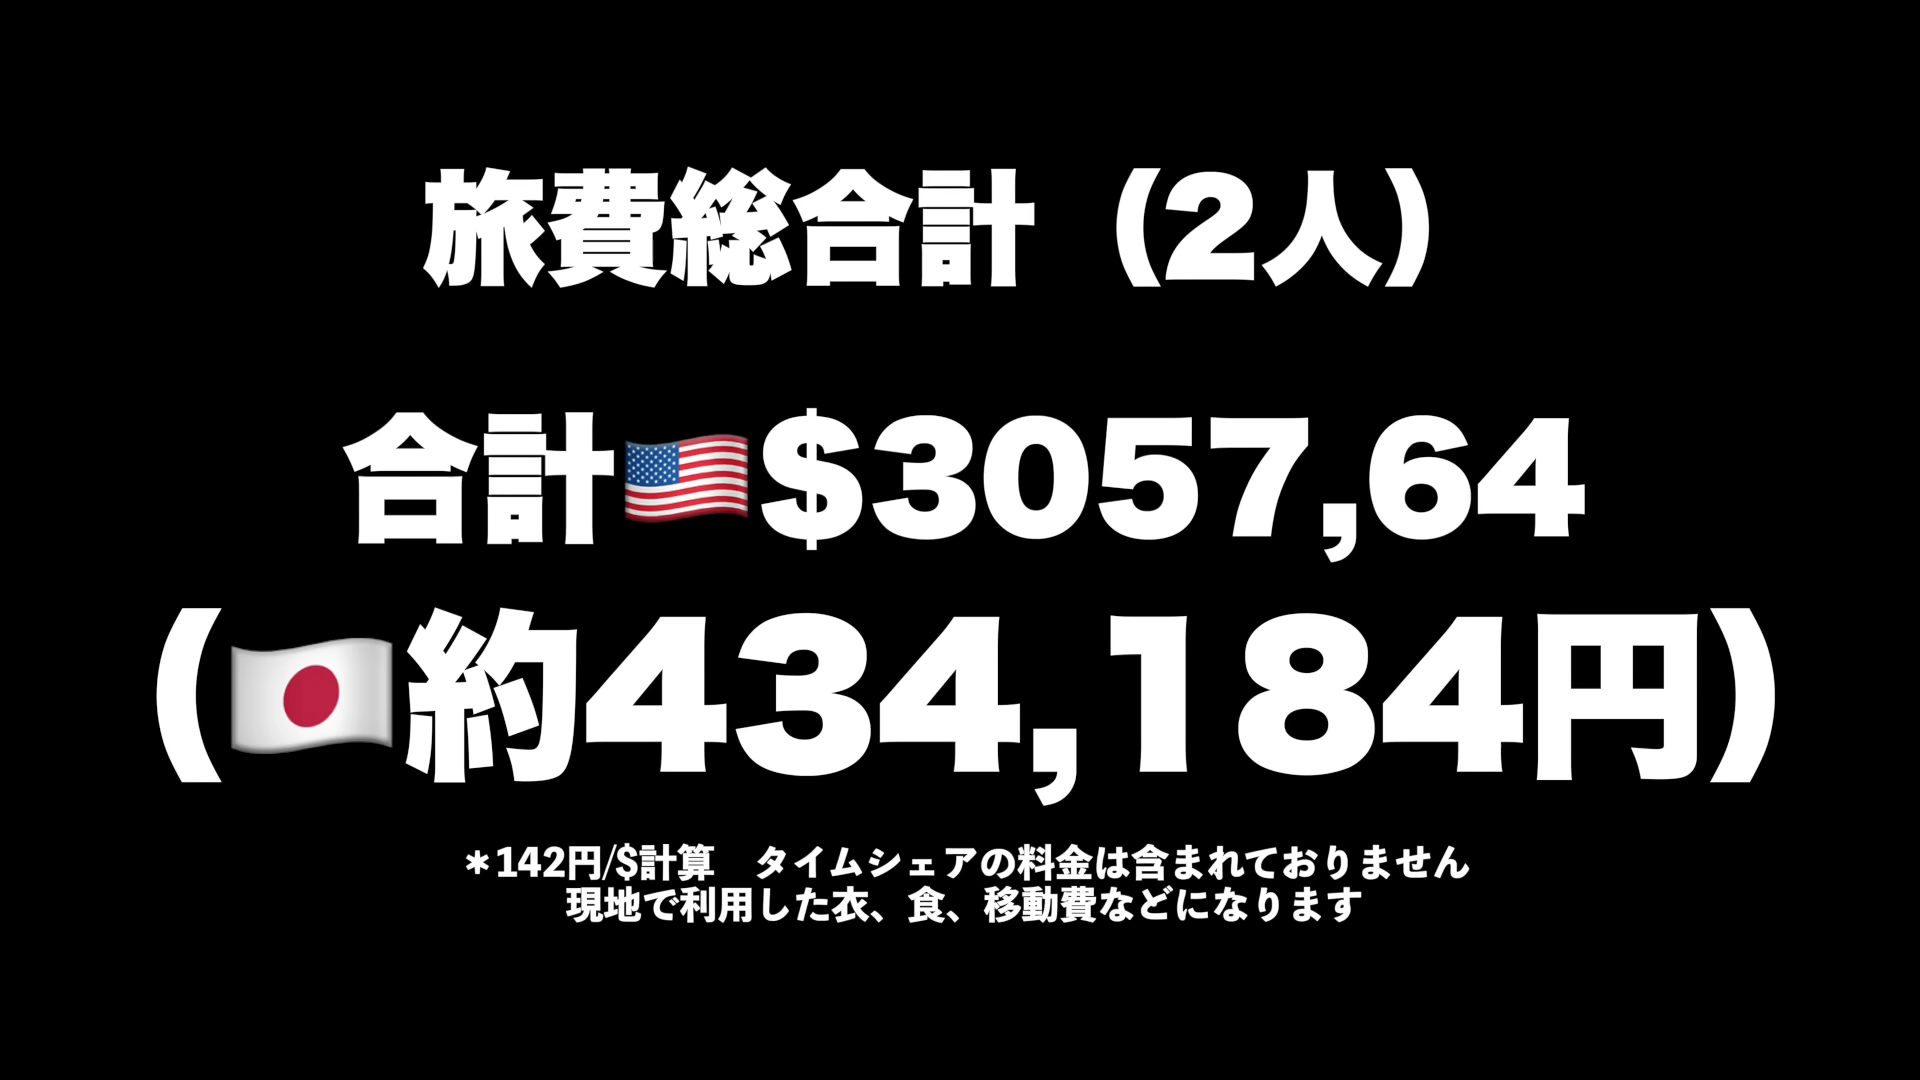 旅費総合計（2人）
合計🇺🇸$3057,64
(🇯🇵約434,184円)
＊142円/$計算　タイムシェアの料金は含まれておりません
現地で利用した衣、食、移動費などになります